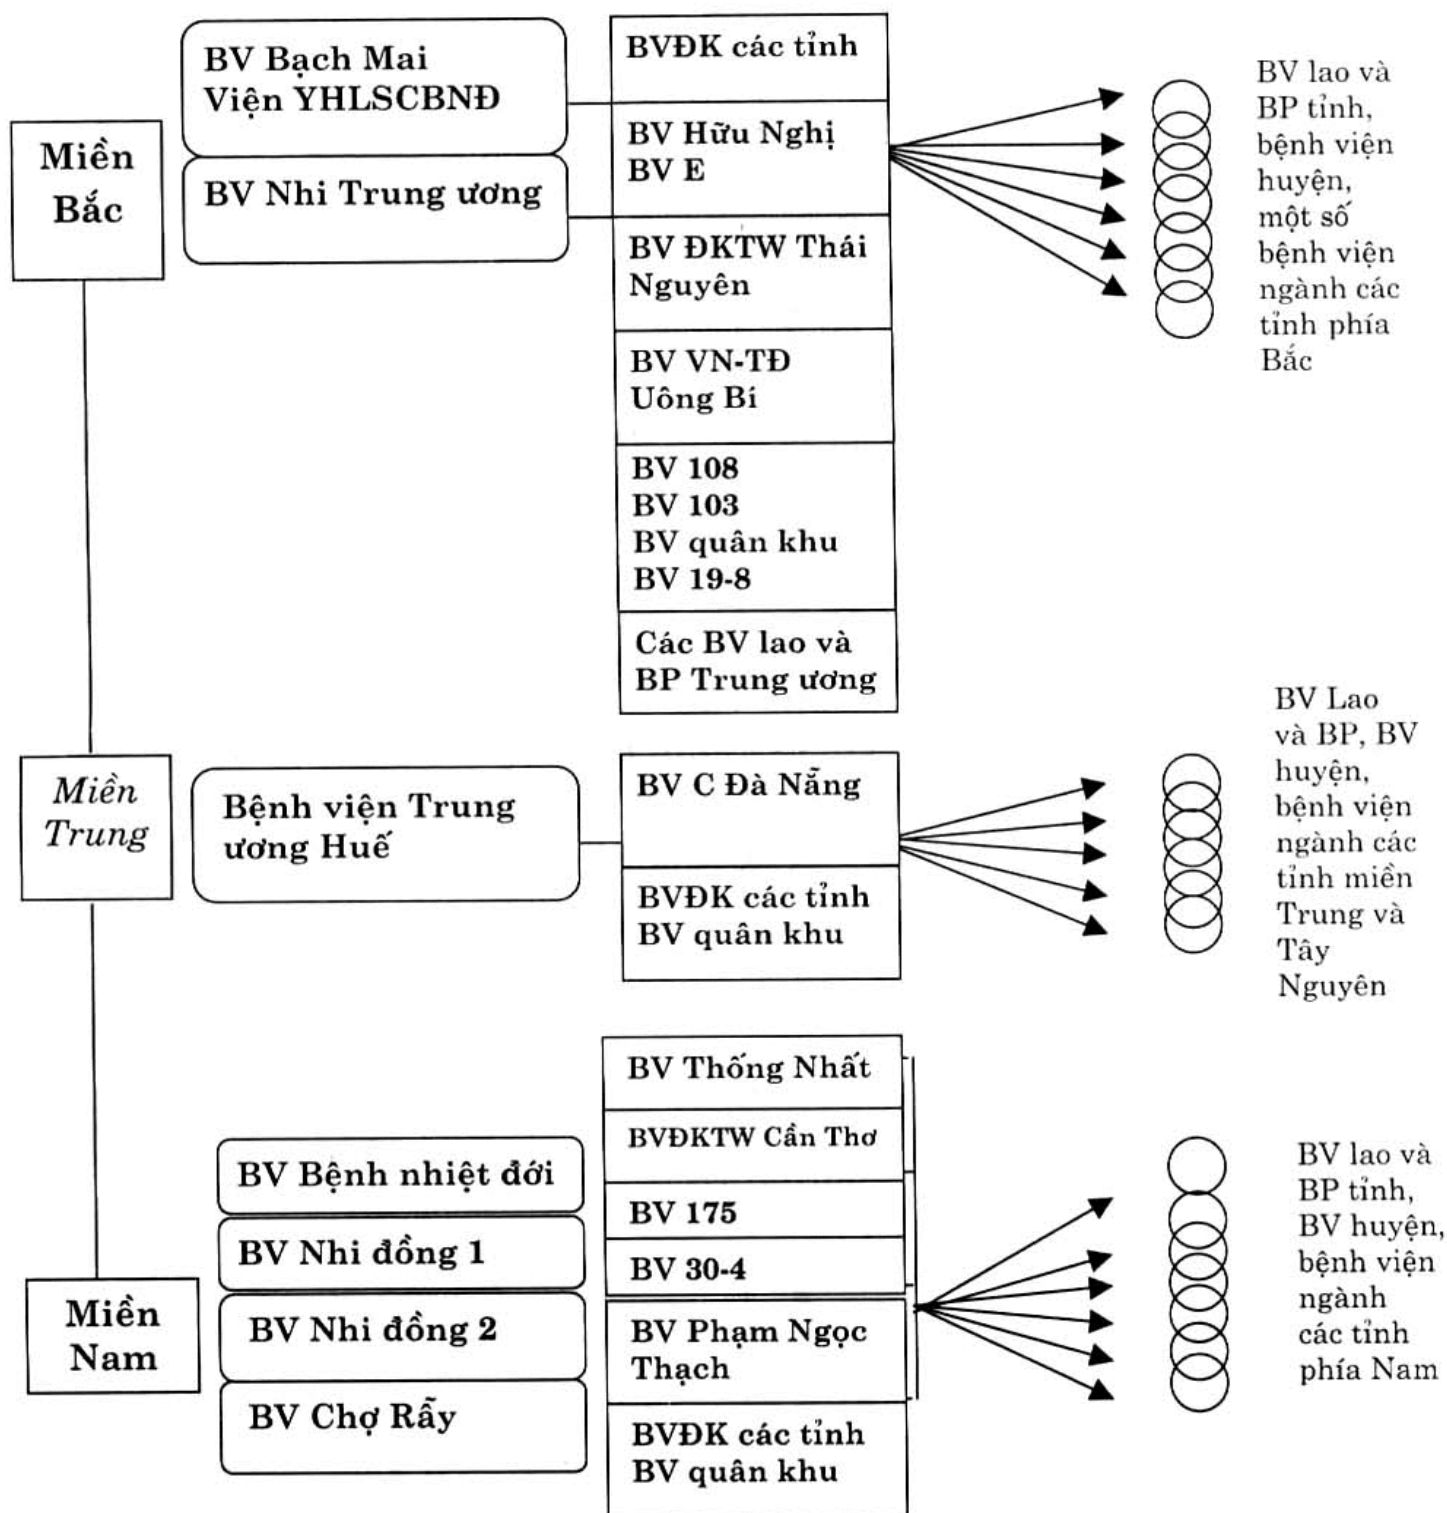 Miền
Bắc
BV Bạch Mai
Viện YHLSCBNĐ
BV Nhi Trung ương
BVĐK các tỉnh
BV Hữu Nghị
BV E
BV ĐKTW Thái
Nguyên
BV VN-TĐ
Uông Bí
BV 108
BV 103
BV quân khu
BV 19-8
Các BV lao và
BP Trung ương
BV lao và
BP tỉnh,
bệnh viện
huyện,
một số
bệnh viện
ngành các
tỉnh phía
Bắc
Miền
Trung
Bệnh viện Trung
ương Huế
BV C Đà Nẵng
BVĐK các tỉnh
BV quân khu
BV Lao
và BP, BV
huyện,
bệnh viện
ngành các
tỉnh miền
Trung và
Tây
Nguyên
Miền
Nam
BV Bệnh nhiệt đới
BV Nhi đồng 1
BV Nhi đồng 2
BV Chợ Rẫy
BV Thống Nhất
BVĐKTW Cần Thơ
BV 175
BV 30-4
BV Phạm Ngọc
Thạch
BVĐK các tỉnh
BV quân khu
BV lao và
BP tỉnh,
BV huyện,
bệnh viện
ngành
các tỉnh
phía Nam